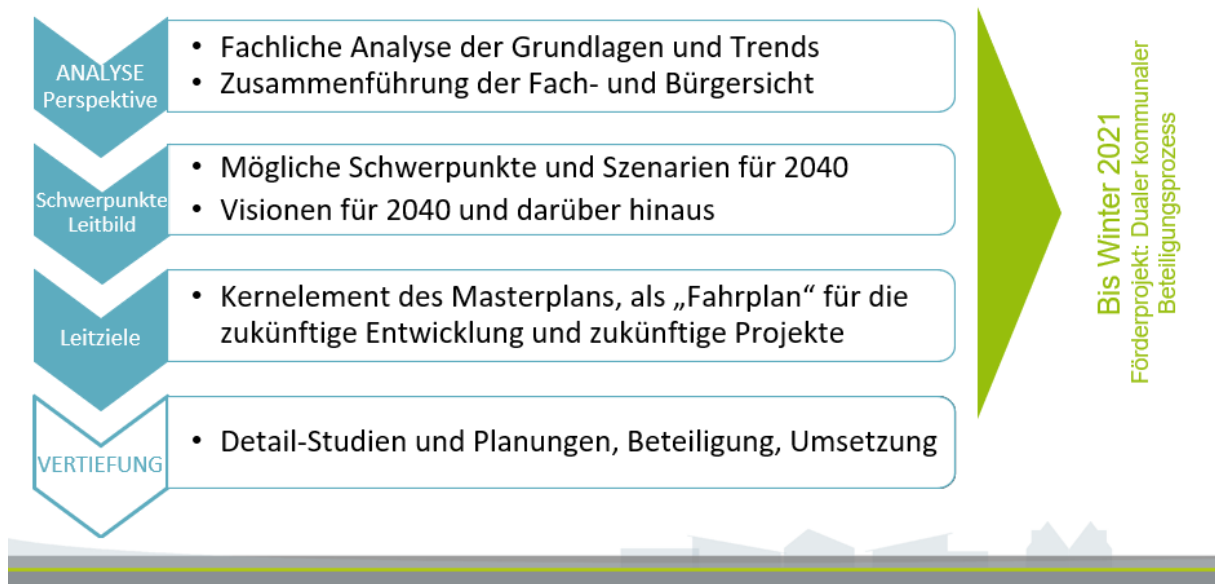 ANALYSE
Perspektive
• Fachliche Analyse der Grundlagen und Trends
• Zusammenführung der Fach- und Bürgersicht
Schwerpunkte
Leitbild
• Mögliche Schwerpunkte und Szenarien für 2040
• Visionen für 2040 und darüber hinaus
Leitziele
• Kernelement des Masterplans, als „Fahrplan“ für die
zukünftige Entwicklung und zukünftige Projekte
VERTIEFUNG
• Detail-Studien und Planungen, Beteiligung, Umsetzung
Bis Winter 2021
Förderprojekt: Dualer kommunaler
Beteiligungsprozess